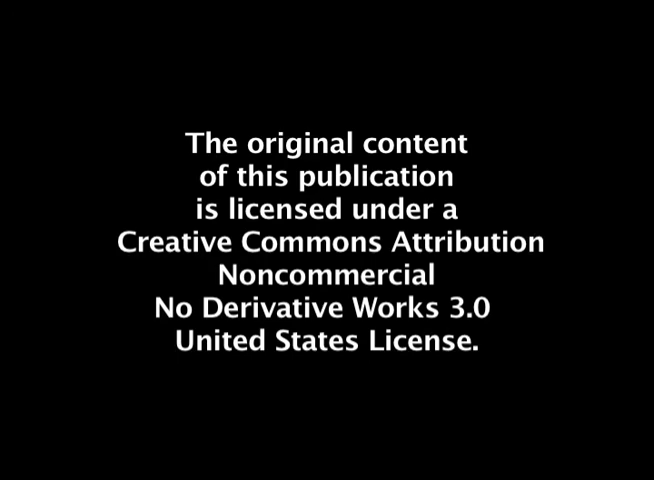 The original content
of this publication
is licensed under a
Creative Commons Attribution
Noncommercial
No Derivative Works 3.0
United States License.